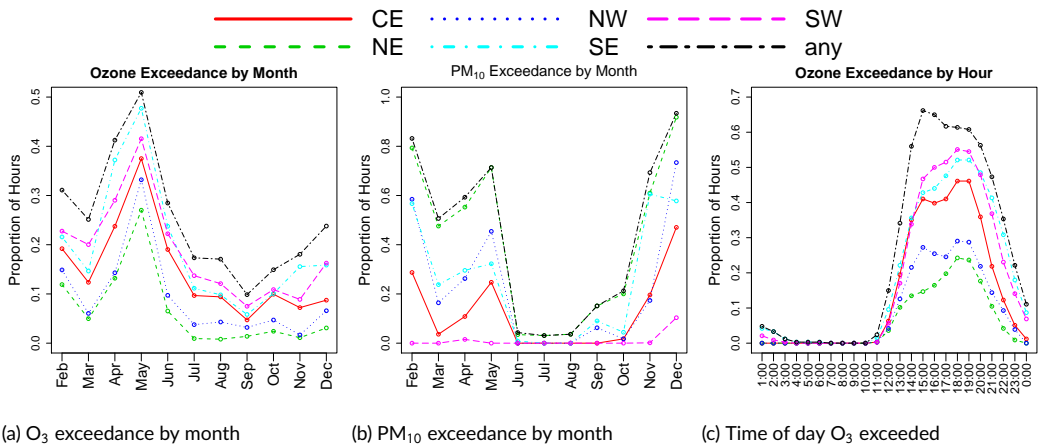 CE NW SW
NE SE any
Ozone Exceedance by Month
Proportion of Hours
0.0 0.1 0.2 0.3 0.4 0.5
Feb Mar Apr May Jun Jul Aug Sep Oct Nov Dec
(a) O₃ exceedance by month
PM₁₀ Exceedance by Month
Proportion of Hours
0.0 0.2 0.4 0.6 0.8 1.0
Feb Mar Apr May Jun Jul Aug Sep Oct Nov Dec
(b) PM₁₀ exceedance by month
Ozone Exceedance by Hour
Proportion of Hours
0.0 0.1 0.2 0.3 0.4 0.5 0.6 0.7
1:00 2:00 3:00 4:00 5:00 6:00 7:00 8:00 9:00 10:00 11:00 12:00 13:00 14:00 15:00 16:00 17:00 18:00 19:00 20:00 21:00 22:00 23:00 0:00
(c) Time of day O₃ exceeded